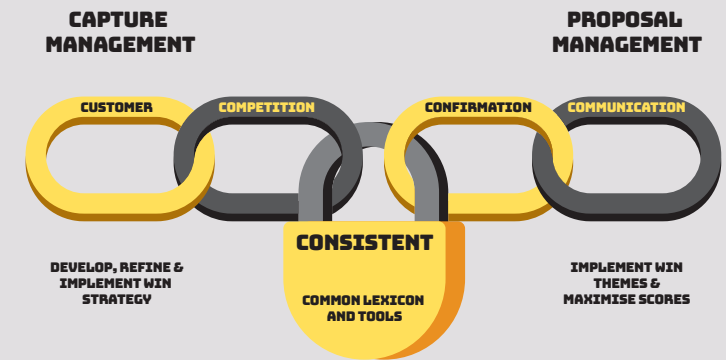 CAPTURE
MANAGEMENT
PROPOSAL
MANAGEMENT
CUSTOMER
COMPETITION
CONFIRMATION
COMMUNICATION
CONSISTENT
COMMON LEXICON
AND TOOLS
DEVELOP, REFINE &
IMPLEMENT WIN
STRATEGY
IMPLEMENT WIN
THEMES &
MAXIMISE SCORES